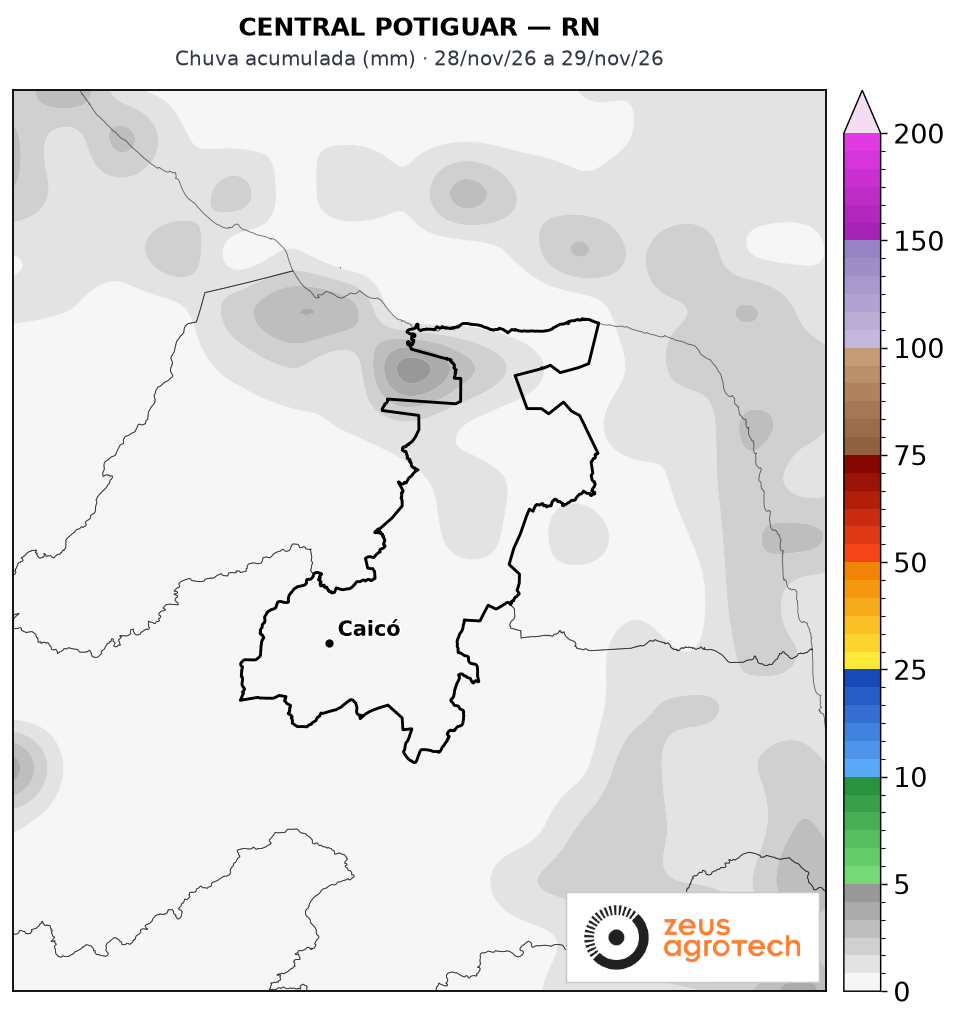 CENTRAL POTIGUAR — RN
Chuva acumulada (mm) · 28/nov/26 a 29/nov/26
200
150
100
75
50
25
10
5
0
Caicó
zeus
agrotech